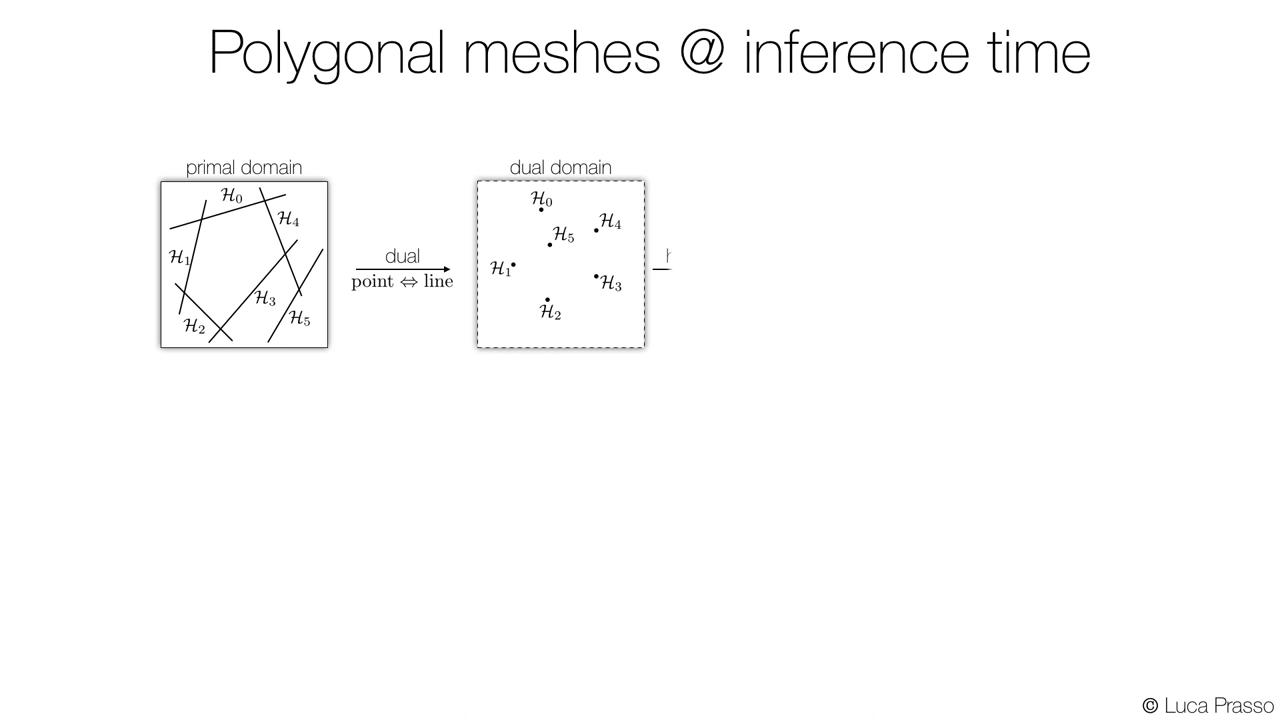 Polygonal meshes @ inference time
primal domain
dual domain
ℋ₀
ℋ₄
ℋ₁
ℋ₃
ℋ₂
ℋ₅
dual
point ⇔ line
ℋ₀
ℋ₄
ℋ₅
ℋ₁
ℋ₃
ℋ₂
© Luca Prasso